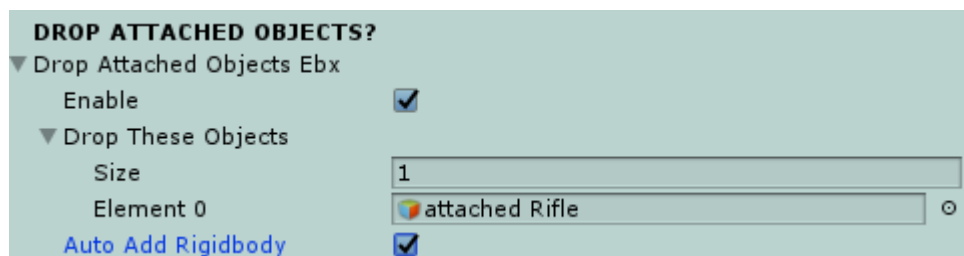 DROP ATTACHED OBJECTS?
Drop Attached Objects Ebx
Enable
Drop These Objects
Size 1
Element 0 attached Rifle
Auto Add Rigidbody